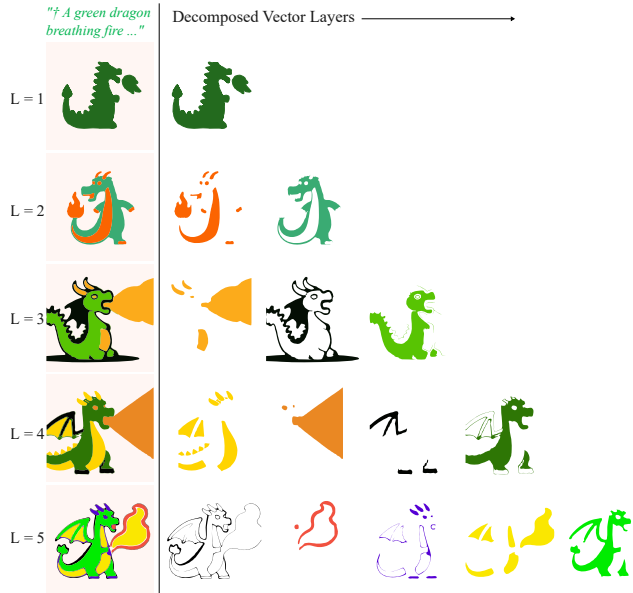 "† A green dragon
breathing fire ..."
Decomposed Vector Layers
L = 1
L = 2
L = 3
L = 4
L = 5